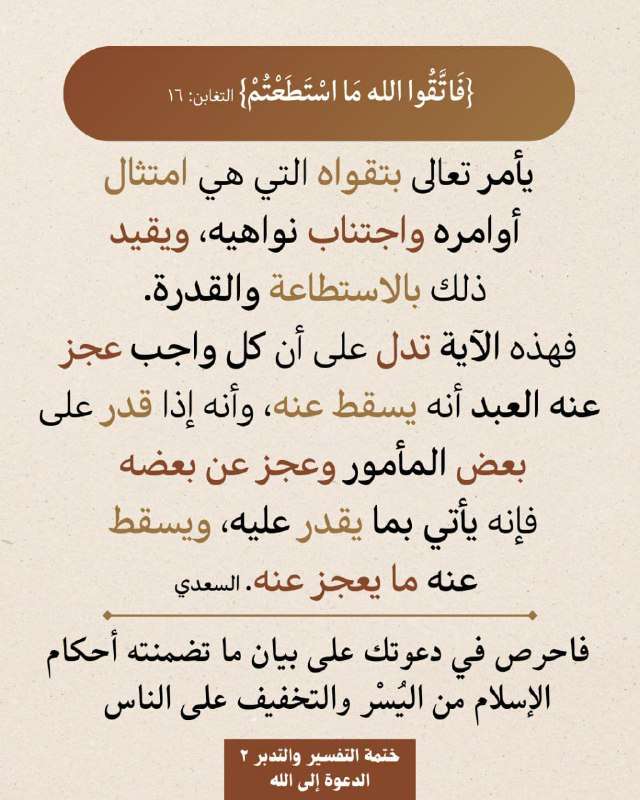 {فَاتَّقُوا الله مَا اسْتَطَعْتُمْ} التغابن: ١٦
يأمر تعالى بتقواه التي هي امتثال
أوامره واجتناب نواهيه، ويقيد
ذلك بالاستطاعة والقدرة.
فهذه الآية تدل على أن كل واجب عجز
عنه العبد أنه يسقط عنه، وأنه إذا قدر على
بعض المأمور وعجز عن بعضه
فإنه يأتي بما يقدر عليه، ويسقط
عنه ما يعجز عنه. السعدي
فاحرص في دعوتك على بيان ما تضمنته أحكام
الإسلام من اليُسْر والتخفيف على الناس
ختمة التفسير والتدبر ٢
الدعوة إلى الله